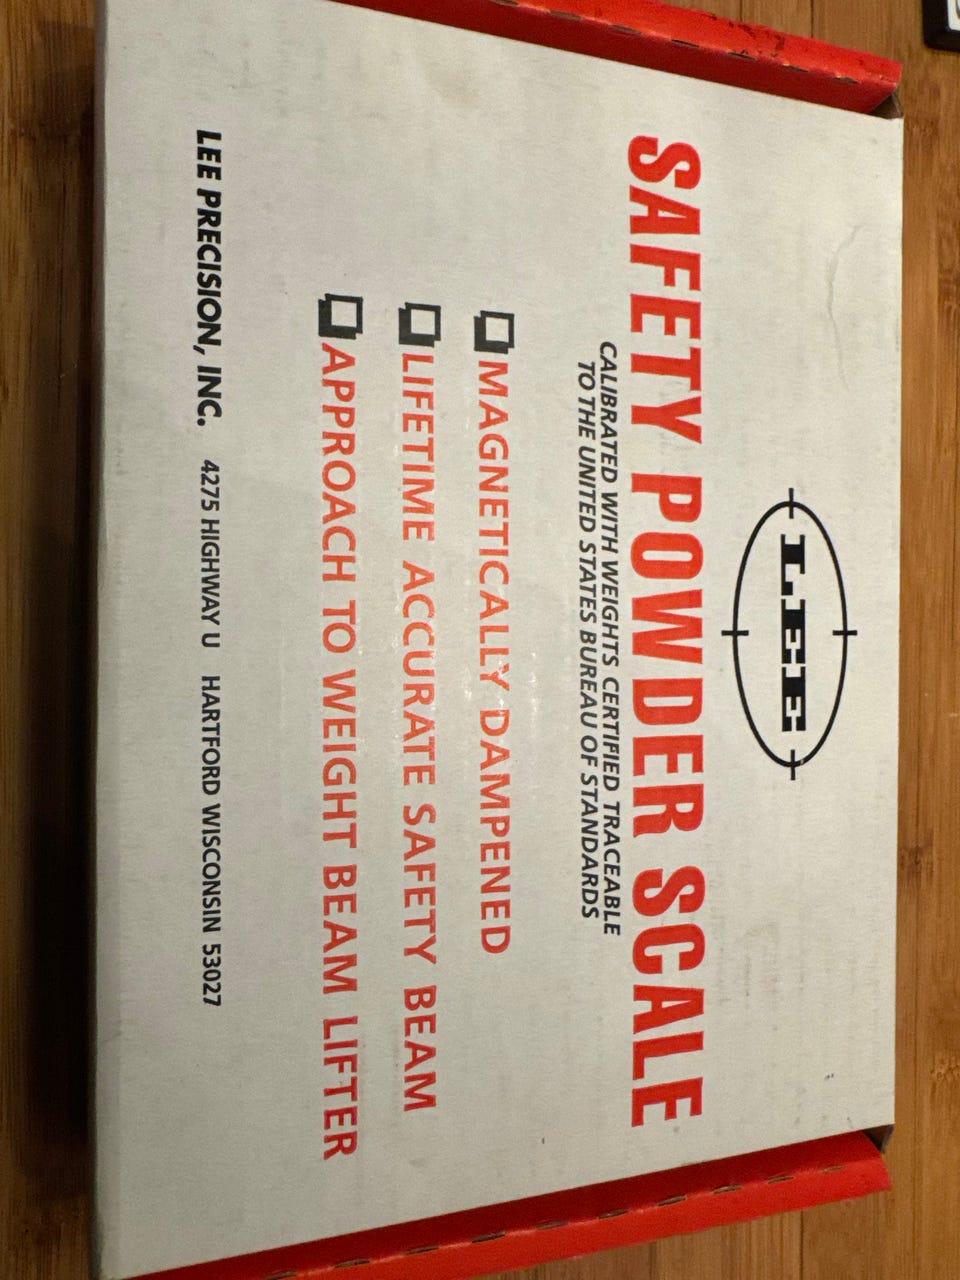 LEE
SAFETY POWDER SCALE
CALIBRATED WITH WEIGHTS CERTIFIED TRACEABLE
TO THE UNITED STATES BUREAU OF STANDARDS
MAGNETICALLY DAMPENED
LIFETIME ACCURATE SAFETY BEAM
APPROACH TO WEIGHT BEAM LIFTER
LEE PRECISION, INC. 4275 HIGHWAY U HARTFORD WISCONSIN 53027